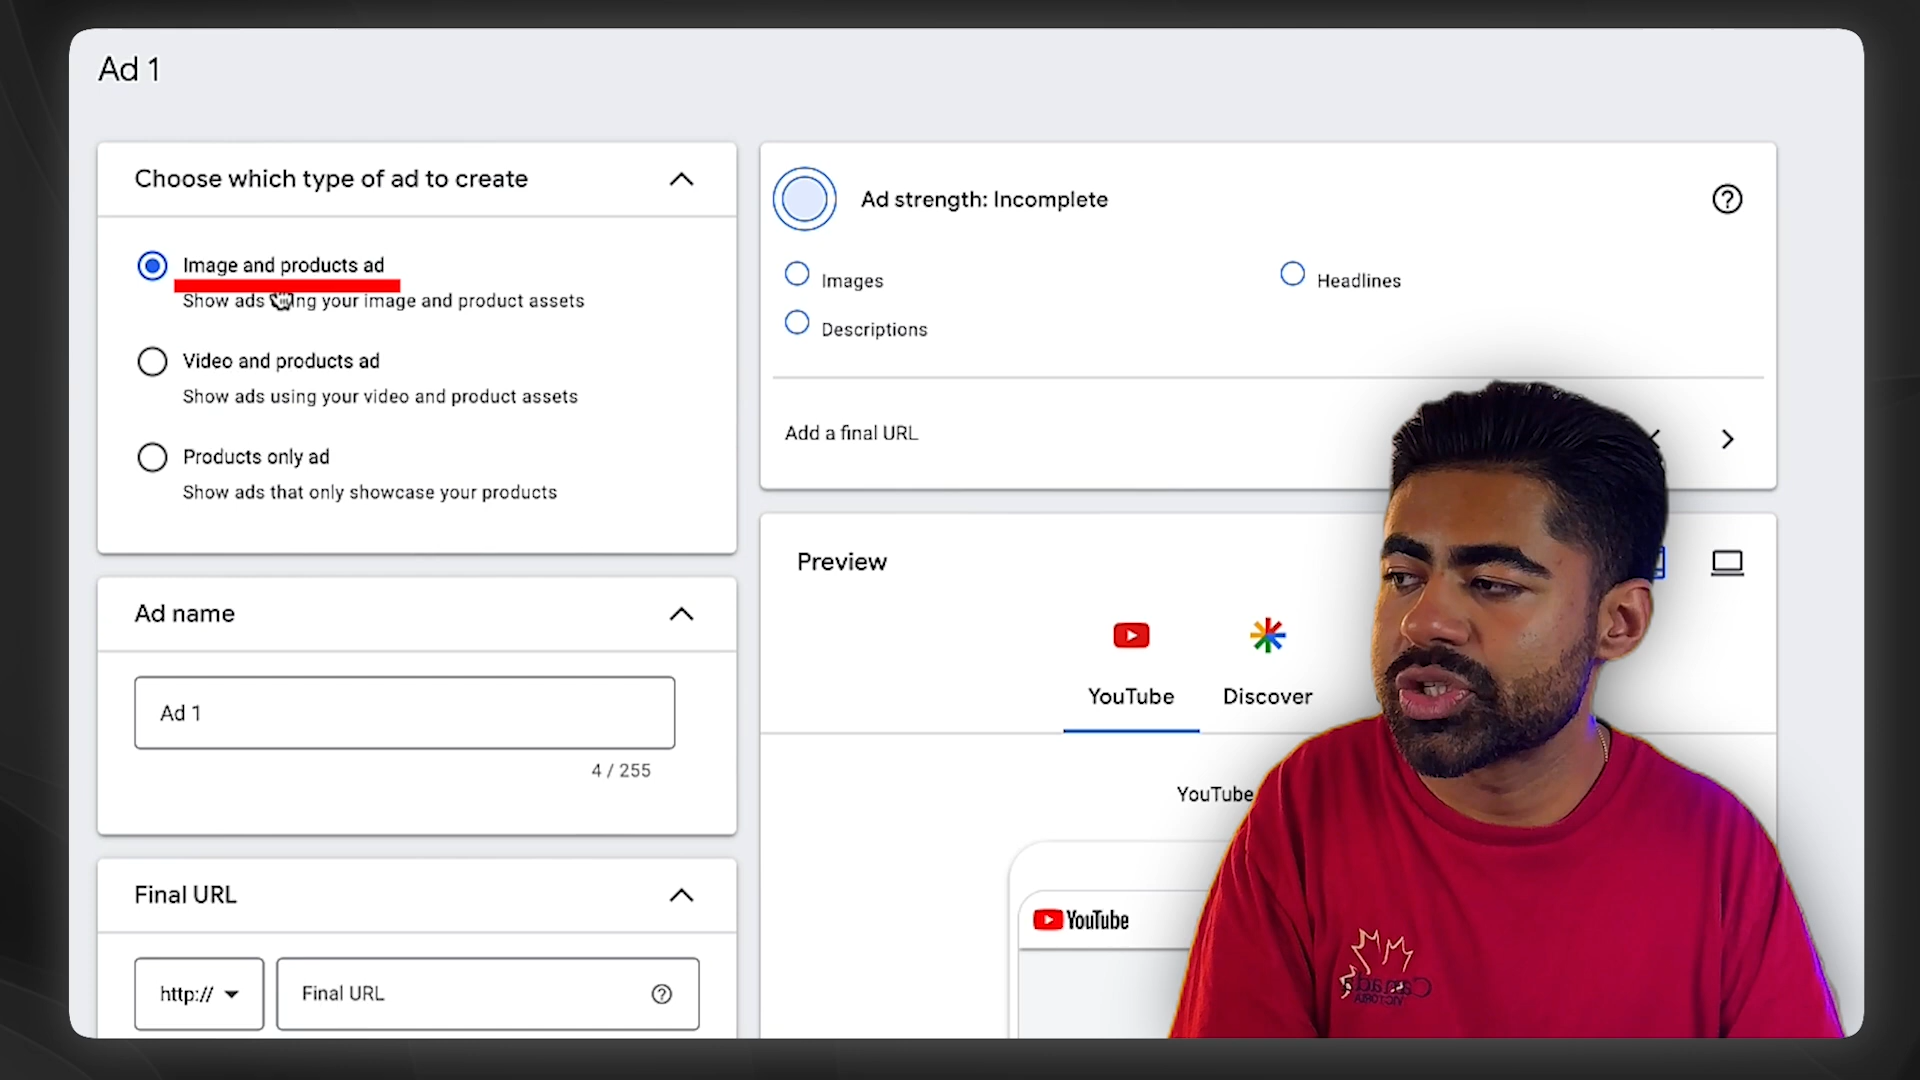 Ad 1
Choose which type of ad to create
Image and products ad
Show ads using your image and product assets
Video and products ad
Show ads using your video and product assets
Products only ad
Show ads that only showcase your products
Ad name
Ad 1
4 / 255
Final URL
http://
Final URL
Ad strength: Incomplete
Images
Headlines
Descriptions
Add a final URL
Preview
YouTube
Discover
YouTube
YouTube
Canada
VICTORIA